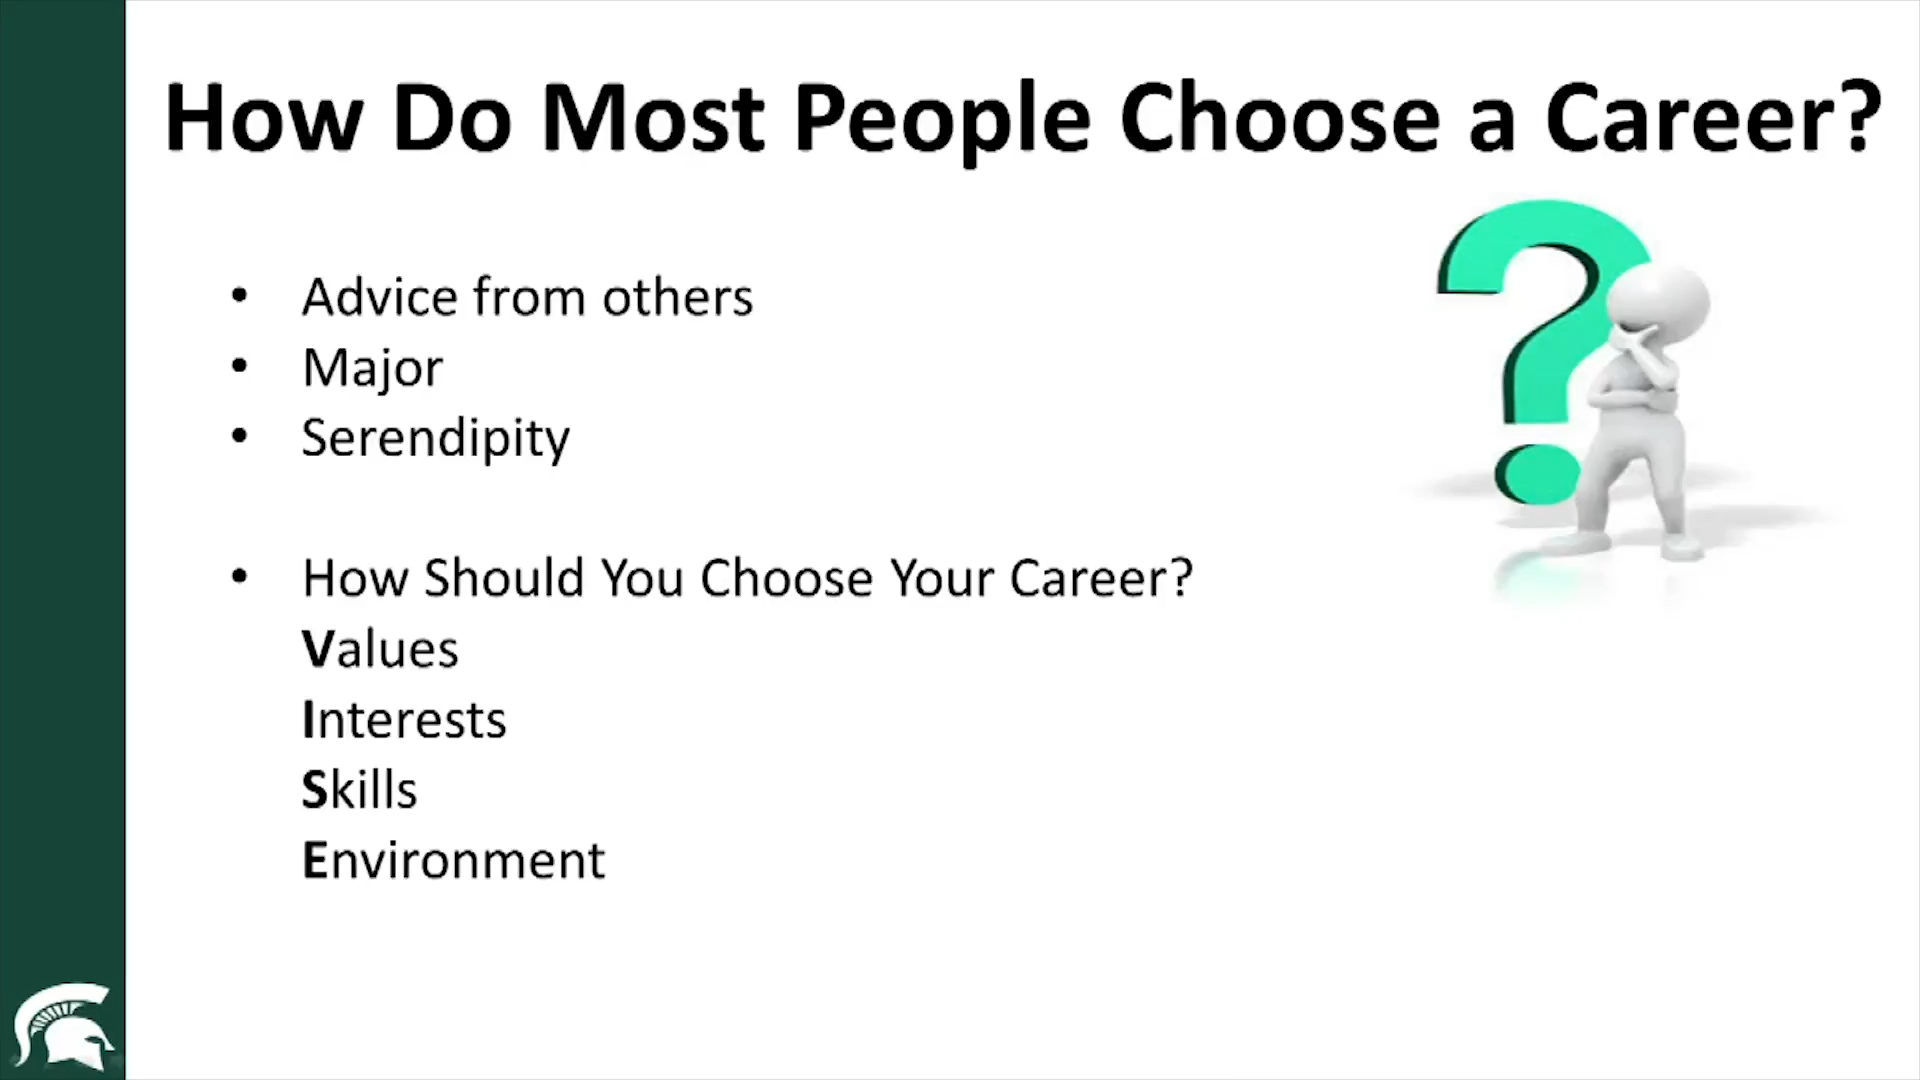 How Do Most People Choose a Career?
• Advice from others
• Major
• Serendipity
• How Should You Choose Your Career?
Values
Interests
Skills
Environment